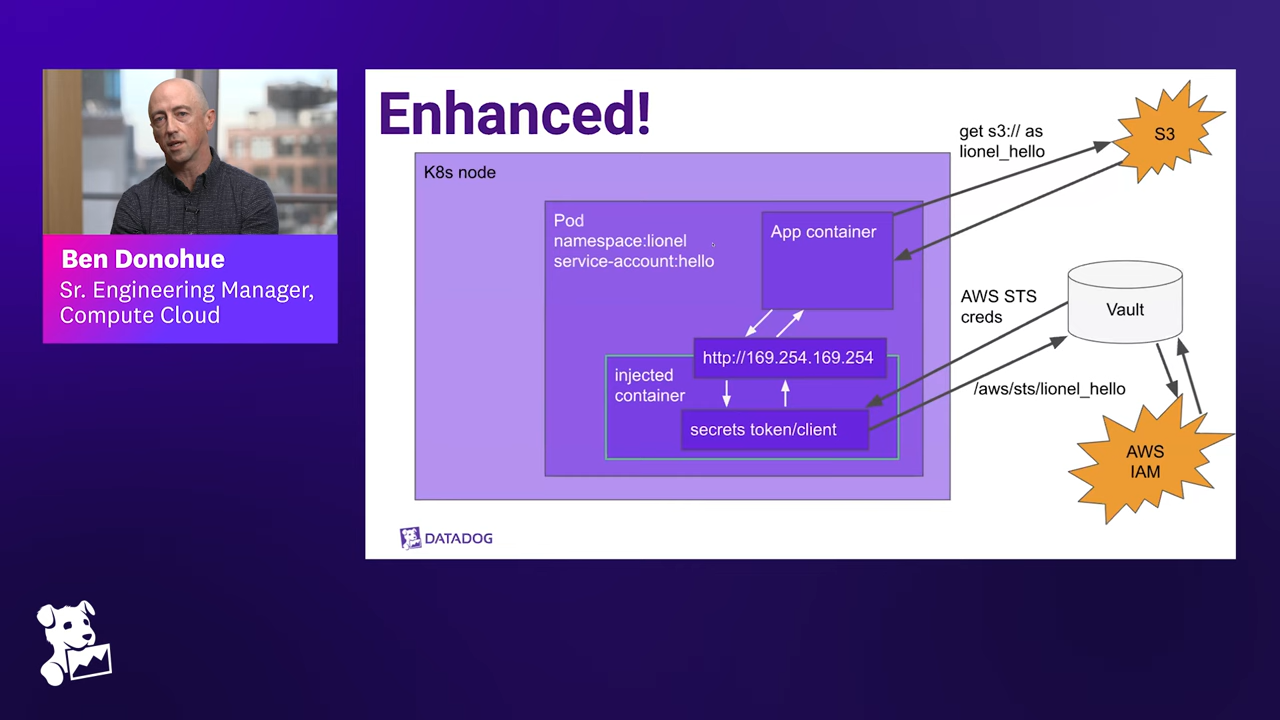 Ben Donohue
Sr. Engineering Manager,
Compute Cloud
Enhanced!
K8s node
Pod
namespace:lionel
service-account:hello
App container
http://169.254.169.254
injected
container
secrets token/client
get s3:// as
lionel_hello
S3
AWS STS
creds
Vault
/aws/sts/lionel_hello
AWS
IAM
DATADOG